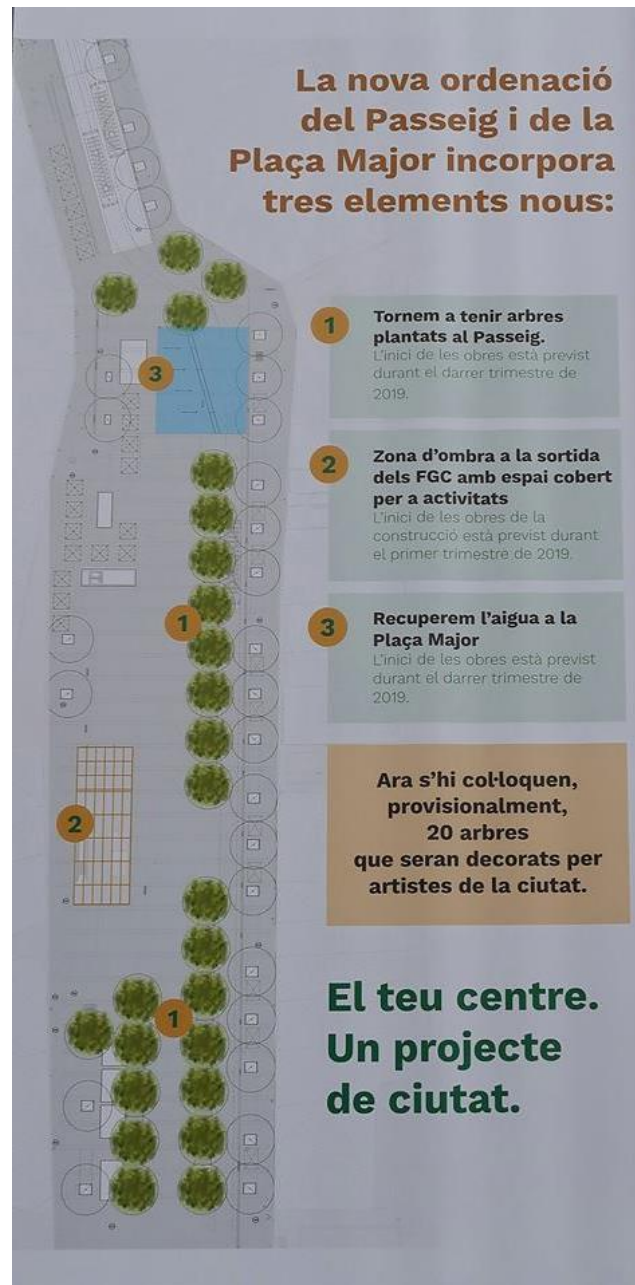 La nova ordenació
del Passeig i de la
Plaça Major incorpora
tres elements nous:
1
Tornem a tenir arbres
plantats al Passeig.
L'inici de les obres està previst
durant el darrer trimestre de
2019.
2
Zona d'ombra a la sortida
dels FGC amb espai cobert
per a activitats
L'inici de les obres de la
construcció està previst durant
el primer trimestre de 2019.
3
Recuperem l'aigua a la
Plaça Major
L'inici de les obres està previst
durant el darrer trimestre de
2019.
Ara s'hi col·loquen,
provisionalment,
20 arbres
que seran decorats per
artistes de la ciutat.
El teu centre.
Un projecte
de ciutat.
3
1
2
1